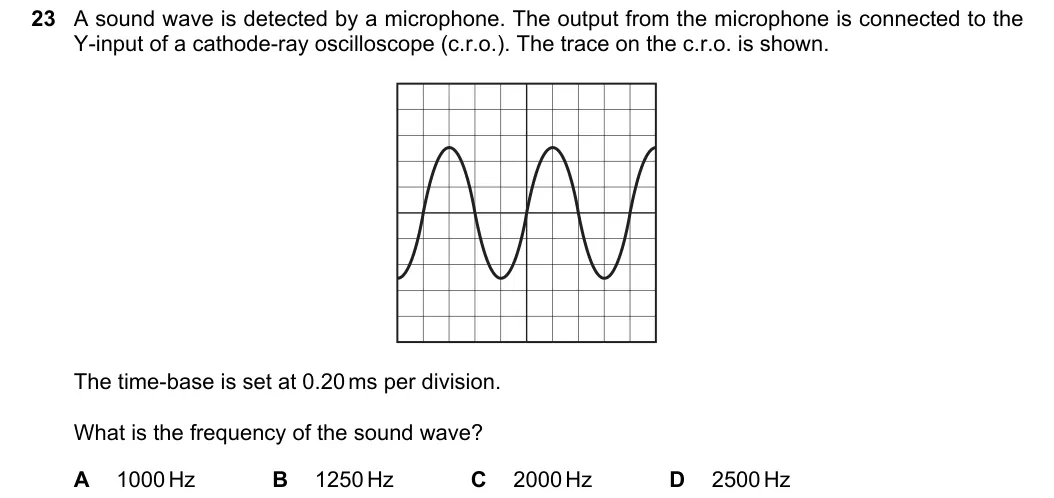 23 A sound wave is detected by a microphone. The output from the microphone is connected to the
Y-input of a cathode-ray oscilloscope (c.r.o.). The trace on the c.r.o. is shown.
The time-base is set at 0.20 ms per division.
What is the frequency of the sound wave?
A 1000 Hz B 1250 Hz C 2000 Hz D 2500 Hz